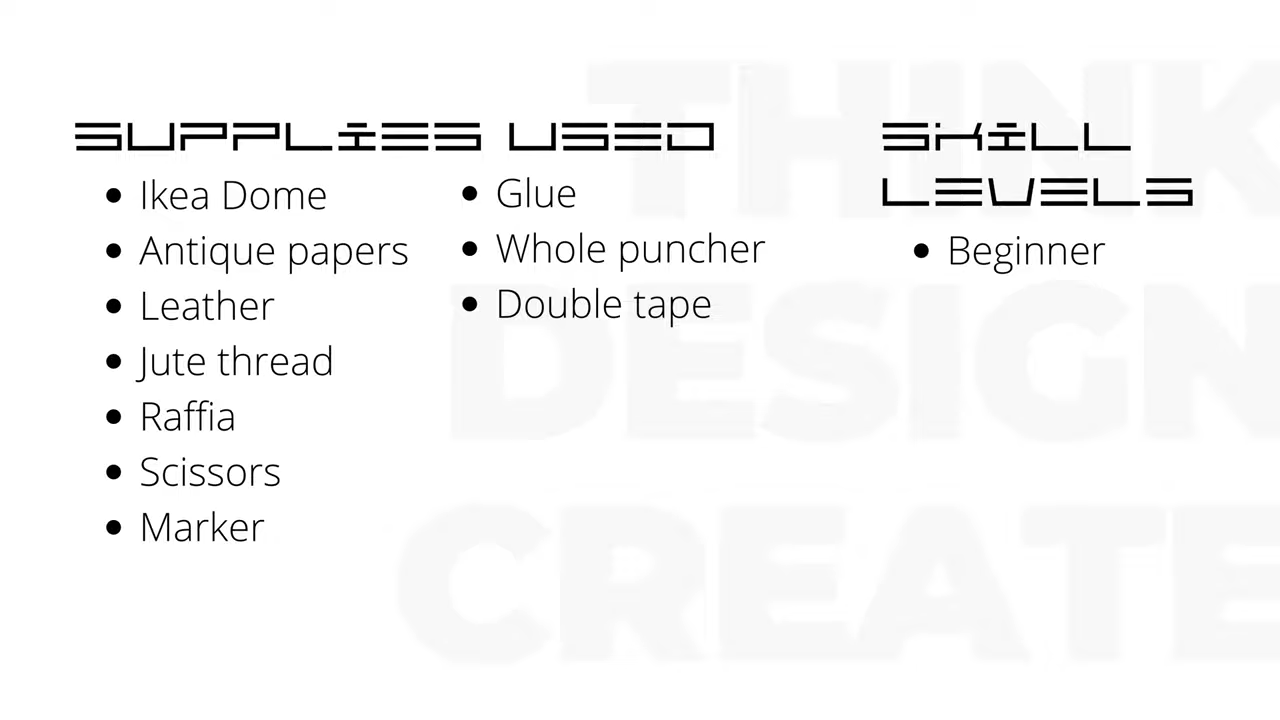 SUPPLIES USED
Ikea Dome
Antique papers
Leather
Jute thread
Raffia
Scissors
Marker
Glue
Whole puncher
Double tape
SKILL
LEVELS
Beginner
THINK
DESIGN
CREATE